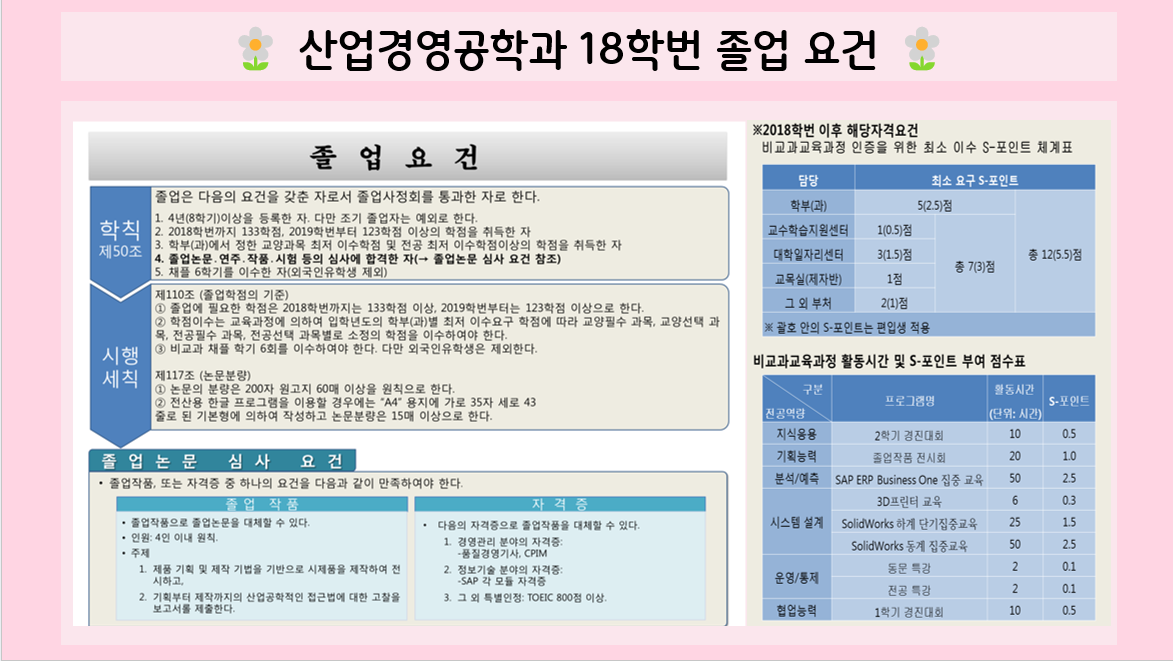 산업경영공학과 18학번 졸업 요건
졸 업 요 건
학칙
제50조
졸업은 다음의 요건을 갖춘 자로서 졸업사정회를 통과한 자로 한다.
1. 4년(8학기)이상을 등록한 자. 다만 조기 졸업자는 예외로 한다.
2. 2018학번까지 133학점, 2019학번부터 123학점 이상의 학점을 취득한 자
3. 학부(과)에서 정한 교양과목 최저 이수학점 및 전공 최저 이수학점이상의 학점을 취득한 자
4. 졸업논문.연주.작품.시험 등의 심사에 합격한 자(→ 졸업논문 심사 요건 참조)
5. 채플 6학기를 이수한 자(외국인유학생 제외)
시행
세칙
제110조 (졸업학점의 기준)
① 졸업에 필요한 학점은 2018학번까지는 133학점 이상, 2019학번부터는 123학점 이상으로 한다.
② 학점이수는 교육과정에 의하여 입학년도의 학부(과)별 최저 이수요구 학점에 따라 교양필수 과목, 교양선택 과
목, 전공필수 과목, 전공선택 과목별로 소정의 학점을 이수하여야 한다.
③ 비교과 채플 학기 6회를 이수하여야 한다. 다만 외국인유학생은 제외한다.
제117조 (논문분량)
① 논문의 분량은 200자 원고지 60매 이상을 원칙으로 한다.
② 전산용 한글 프로그램을 이용할 경우에는 “A4” 용지에 가로 35자 세로 43
줄로 된 기본형에 의하여 작성하고 논문분량은 15매 이상으로 한다.
졸 업 논 문 심 사 요 건
• 졸업작품, 또는 자격증 중 하나의 요건을 다음과 같이 만족하여야 한다.
졸 업 작 품
• 졸업작품으로 졸업논문을 대체할 수 있다.
• 인원: 4인 이내 원칙.
• 주제
1. 제품 기획 및 제작 기법을 기반으로 시제품을 제작하여 전
시하고,
2. 기획부터 제작까지의 산업공학적인 접근법에 대한 고찰을
보고서를 제출한다.
자 격 증
• 다음의 자격증으로 졸업작품을 대체할 수 있다.
1. 경영관리 분야의 자격증:
-품질경영기사, CPIM
2. 정보기술 분야의 자격증:
-SAP 각 모듈 자격증
3. 그 외 특별인정: TOEIC 800점 이상.
※2018학번 이후 해당자격요건
비교과교육과정 인증을 위한 최소 이수 S-포인트 체계표
담당 최소 요구 S-포인트
학부(과) 5(2.5)점
교수학습지원센터 1(0.5)점
대학일자리센터 3(1.5)점
교목실(제자반) 1점
그 외 부처 2(1)점
총 7(3)점
총 12(5.5)점
※ 괄호 안의 S-포인트는 편입생 적용
비교과교육과정 활동시간 및 S-포인트 부여 점수표
구분
전공역량
프로그램명
활동시간
(단위: 시간)
S-포인트
지식응용 2학기 경진대회 10 0.5
기획능력 졸업작품 전시회 20 1.0
분석/예측 SAP ERP Business One 집중 교육 50 2.5
시스템 설계 3D프린터 교육 6 0.3
SolidWorks 하계 단기집중교육 25 1.5
SolidWorks 동계 집중교육 50 2.5
운영/통제 동문 특강 2 0.1
전공 특강 2 0.1
협업능력 1학기 경진대회 10 0.5